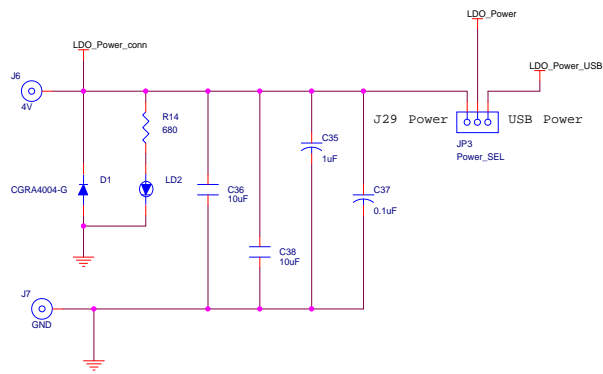 LDO_Power
LDO_Power_conn
LDO_Power_USB
J6
4V
R14
680
J29 Power
USB Power
JP3
Power_SEL
C35
1uF
D1
CGRA4004-G
LD2
C36
10uF
C37
0.1uF
C38
10uF
J7
GND